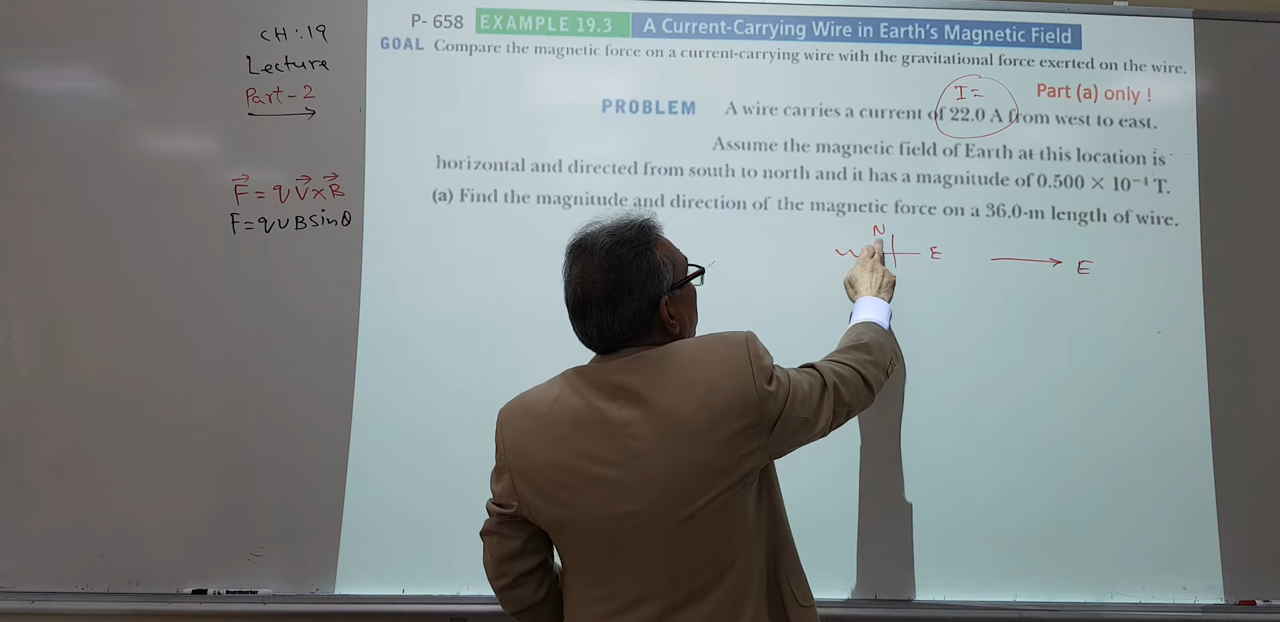 CH:19
Lecture
Part-2
F = qV×B
F=qvBsinθ
P- 658 EXAMPLE 19.3 A Current-Carrying Wire in Earth's Magnetic Field
GOAL Compare the magnetic force on a current-carrying wire with the gravitational force exerted on the wire.
I=
Part (a) only !
PROBLEM A wire carries a current of 22.0 A from west to east.
Assume the magnetic field of Earth at this location is
horizontal and directed from south to north and it has a magnitude of 0.500 × 10⁻⁴ T.
(a) Find the magnitude and direction of the magnetic force on a 36.0-m length of wire.
N
W E
E
BoardMarker